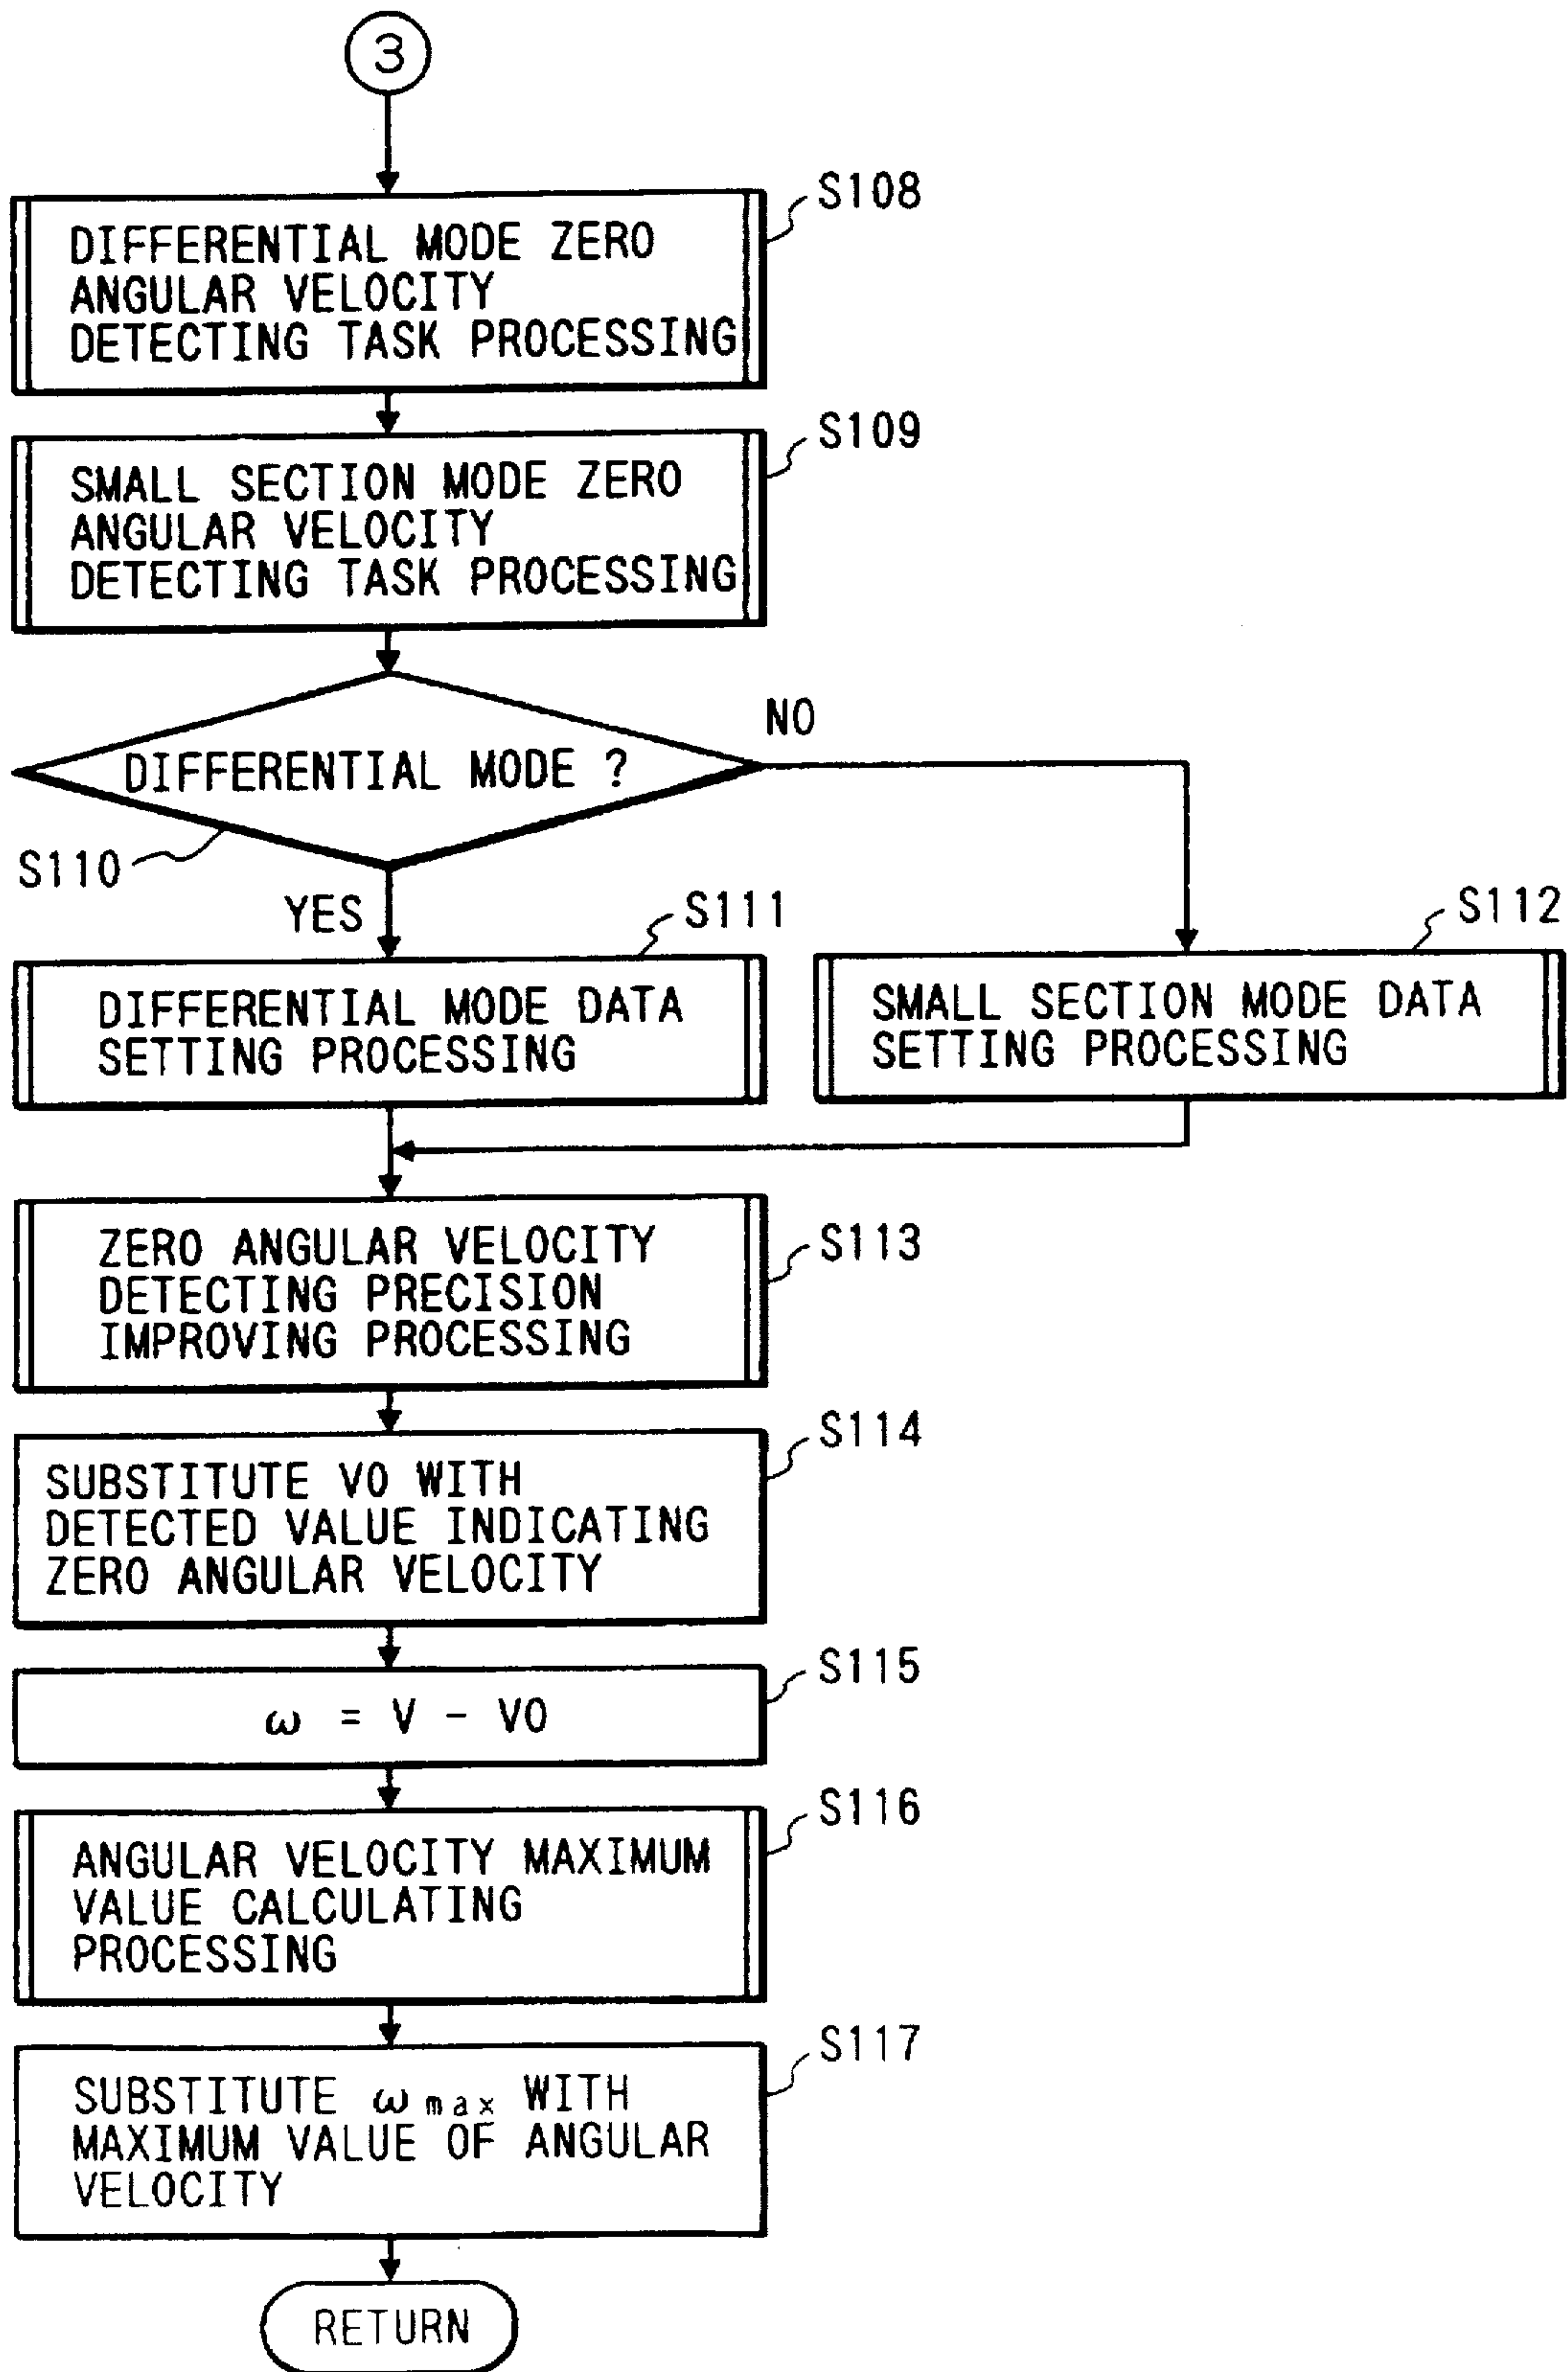 3
S108
DIFFERENTIAL MODE ZERO
ANGULAR VELOCITY
DETECTING TASK PROCESSING
S109
SMALL SECTION MODE ZERO
ANGULAR VELOCITY
DETECTING TASK PROCESSING
NO
DIFFERENTIAL MODE ?
S110
YES
S111
S112
DIFFERENTIAL MODE DATA
SETTING PROCESSING
SMALL SECTION MODE DATA
SETTING PROCESSING
ZERO ANGULAR VELOCITY
DETECTING PRECISION
IMPROVING PROCESSING
S113
S114
SUBSTITUTE V0 WITH
DETECTED VALUE INDICATING
ZERO ANGULAR VELOCITY
S115
ω = V - V0
S116
ANGULAR VELOCITY MAXIMUM
VALUE CALCULATING
PROCESSING
S117
SUBSTITUTE ωmax WITH
MAXIMUM VALUE OF ANGULAR
VELOCITY
RETURN